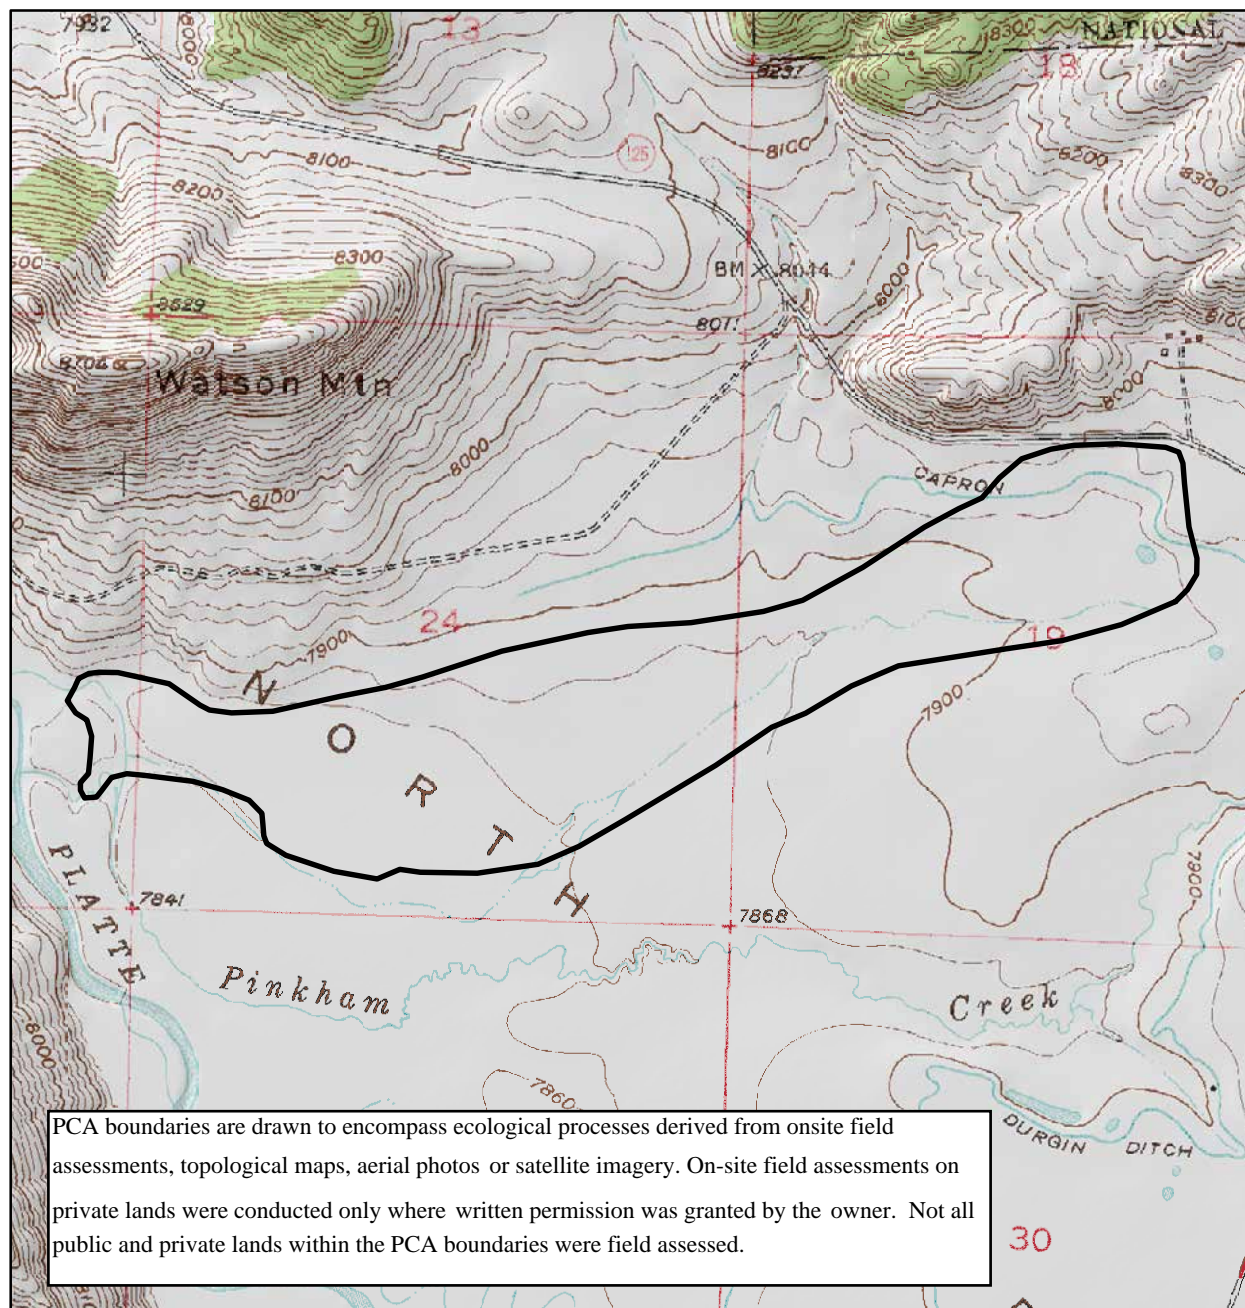 7932
8000
13
8300
NATIONAL
18
8237
8100
125
8100
8200
8300
8200
8300
BM × 8014
8000
8529
8071
8100
8704
Watson Mtn
8000
8000
8100
CAPRON
24
7900
19
7900
NORTH
PLATTE
7841
7868
7900
Pinkham
Creek
8000
7860
DURGIN DITCH
PCA boundaries are drawn to encompass ecological processes derived from onsite field
assessments, topological maps, aerial photos or satellite imagery. On-site field assessments on
private lands were conducted only where written permission was granted by the owner. Not all
public and private lands within the PCA boundaries were field assessed.
30